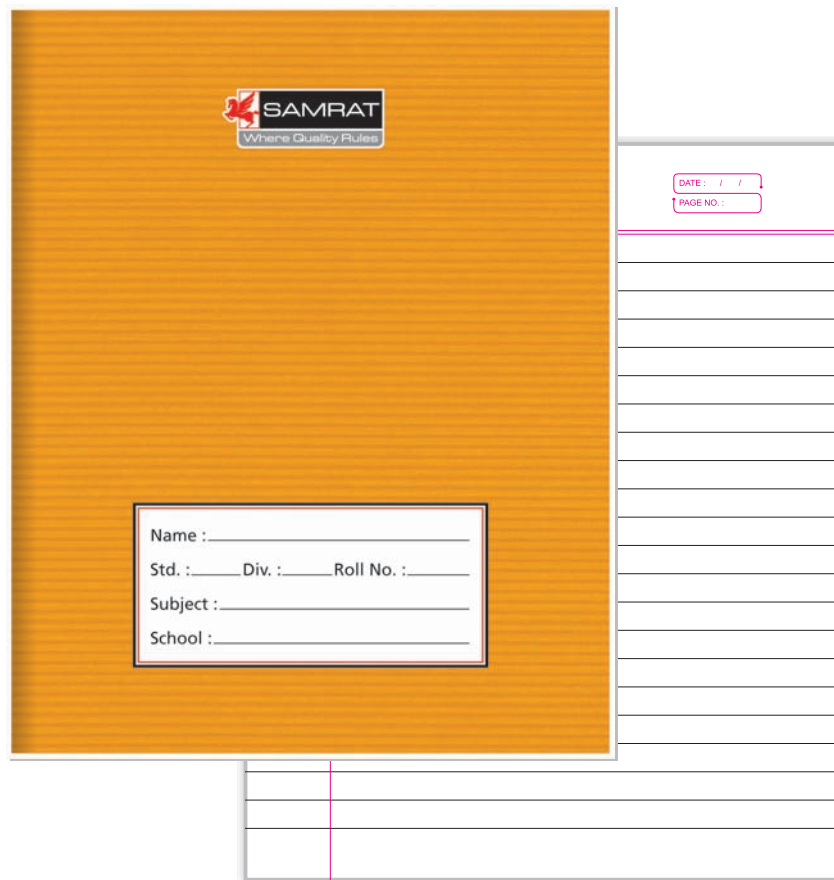 SAMRAT
Where Quality Rules
DATE : / /
PAGE NO. :
Name :
Std. : Div. : Roll No. :
Subject :
School :